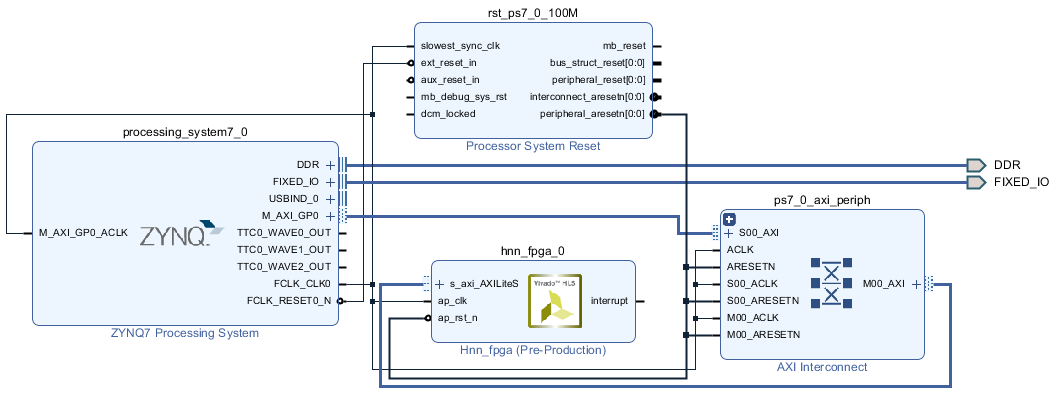 rst_ps7_0_100M
slowest_sync_clk
ext_reset_in
aux_reset_in
mb_debug_sys_rst
dcm_locked
mb_reset
bus_struct_reset[0:0]
peripheral_reset[0:0]
interconnect_aresetn[0:0]
peripheral_aresetn[0:0]
Processor System Reset
processing_system7_0
M_AXI_GP0_ACLK
ZYNQ
DDR
FIXED_IO
USBIND_0
M_AXI_GP0
TTC0_WAVE0_OUT
TTC0_WAVE1_OUT
TTC0_WAVE2_OUT
FCLK_CLK0
FCLK_RESET0_N
ZYNQ7 Processing System
DDR
FIXED_IO
hnn_fpga_0
s_axi_AXILiteS
ap_clk
ap_rst_n
Vivado™ HLS
interrupt
Hnn_fpga (Pre-Production)
ps7_0_axi_periph
S00_AXI
ACLK
ARESETN
S00_ACLK
S00_ARESETN
M00_ACLK
M00_ARESETN
M00_AXI
AXI Interconnect